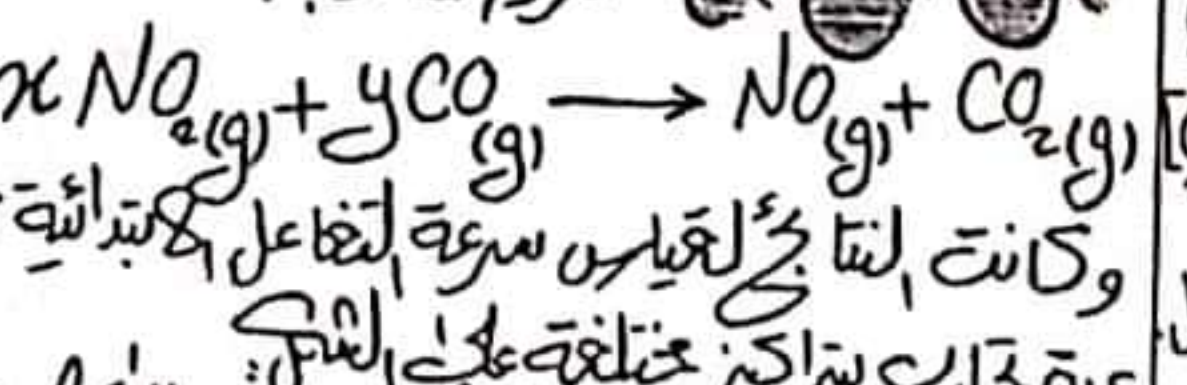 xNO₂(g) + yCO(g) → NO(g) + CO₂(g)
وكانت النتائج لقياس سرعة التفاعل الابتدائية
عدة تجارب بتراكيز مختلفة على الشكل: